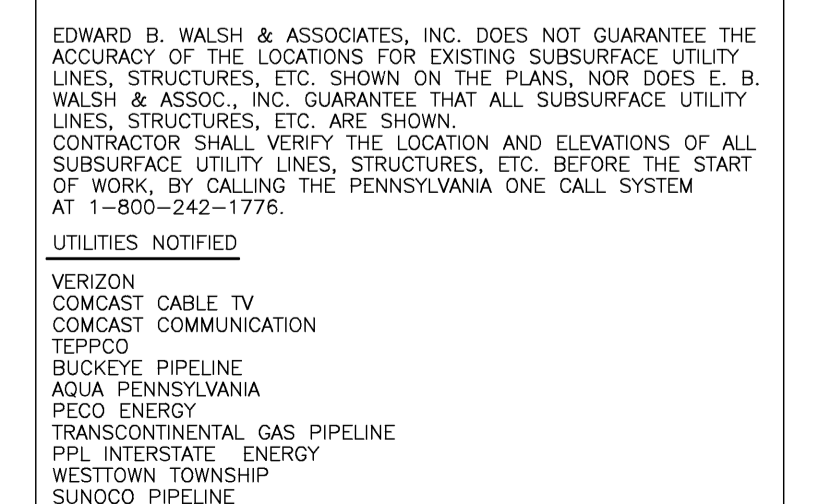 EDWARD B. WALSH & ASSOCIATES, INC. DOES NOT GUARANTEE THE
ACCURACY OF THE LOCATIONS FOR EXISTING SUBSURFACE UTILITY
LINES, STRUCTURES, ETC. SHOWN ON THE PLANS, NOR DOES E. B.
WALSH & ASSOC., INC. GUARANTEE THAT ALL SUBSURFACE UTILITY
LINES, STRUCTURES, ETC. ARE SHOWN.
CONTRACTOR SHALL VERIFY THE LOCATION AND ELEVATIONS OF ALL
SUBSURFACE UTILITY LINES, STRUCTURES, ETC. BEFORE THE START
OF WORK, BY CALLING THE PENNSYLVANIA ONE CALL SYSTEM
AT 1-800-242-1776.
UTILITIES NOTIFIED
VERIZON
COMCAST CABLE TV
COMCAST COMMUNICATION
TEPPCO
BUCKEYE PIPELINE
AQUA PENNSYLVANIA
PECO ENERGY
TRANSCONTINENTAL GAS PIPELINE
PPL INTERSTATE ENERGY
WESTTOWN TOWNSHIP
SUNOCO PIPELINE